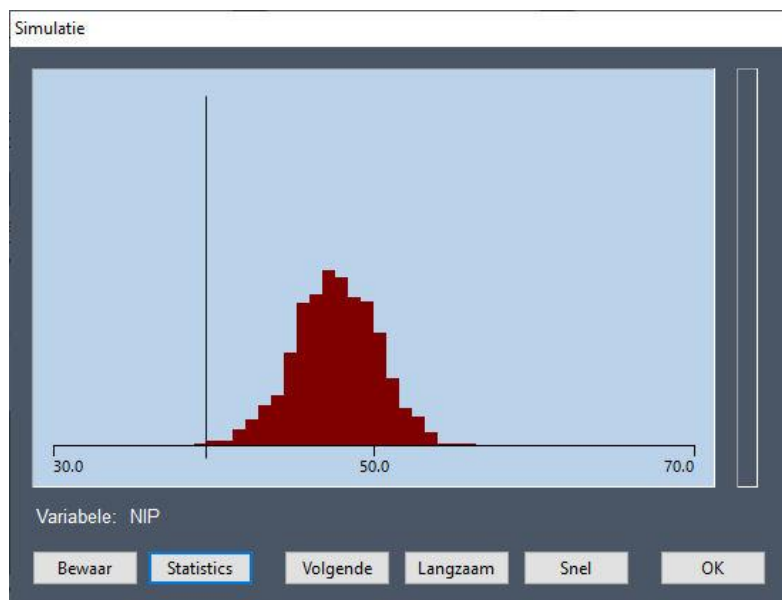 Simulatie
30.0 50.0 70.0
Variabele: NIP
Bewaar Statistics Volgende Langzaam Snel OK